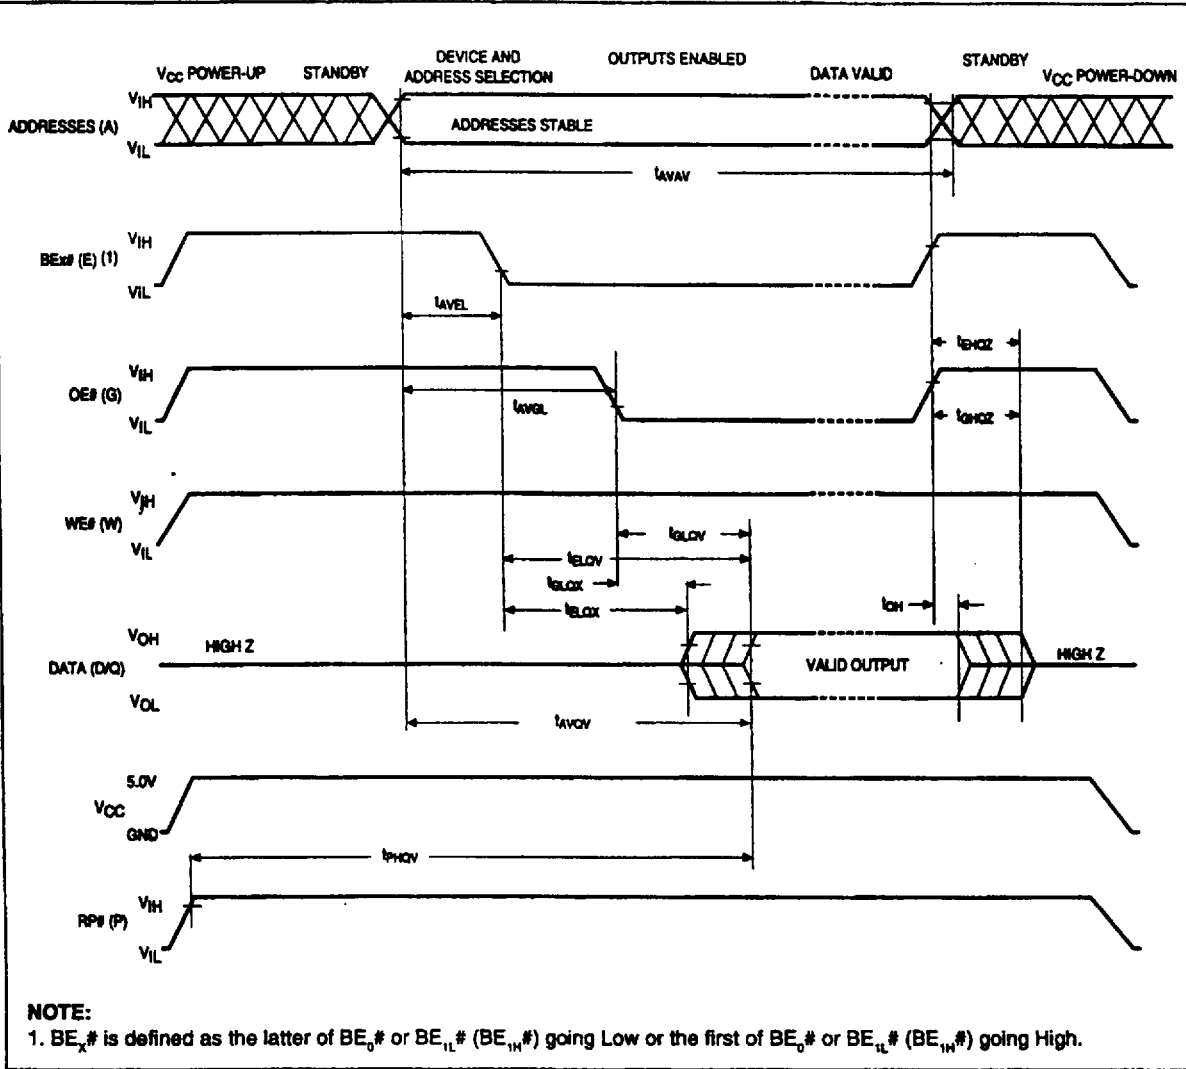 DEVICE AND
ADDRESS SELECTION
OUTPUTS ENABLED
VCC POWER-UP
STANDBY
DATA VALID
STANDBY
VCC POWER-DOWN
VIH
ADDRESSES (A)
VIL
ADDRESSES STABLE
tAVAV
VIH
BEx# (E) (1)
VIL
tAVEL
tEHQZ
VIH
OE# (G)
VIL
tAVGL
tGHQZ
VIH
WE# (W)
VIL
tGLQV
tELQV
tGLQX
tELQX
tOH
VOH
HIGH Z
DATA (D/Q)
VALID OUTPUT
HIGH Z
VOL
tAVQV
5.0V
VCC
GND
tPHQV
VIH
RP# (P)
VIL
NOTE:
1. BEX# is defined as the latter of BE0# or BE1L# (BE1H#) going Low or the first of BE0# or BE1L# (BE1H#) going High.